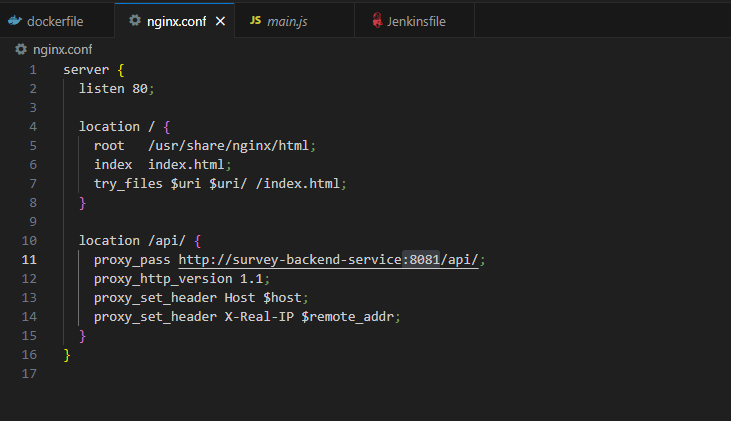 dockerfile nginx.conf × JS main.js Jenkinsfile
nginx.conf
1 server {
2 listen 80;
3
4 location / {
5 root /usr/share/nginx/html;
6 index index.html;
7 try_files $uri $uri/ /index.html;
8 }
9
10 location /api/ {
11 proxy_pass http://survey-backend-service:8081/api/;
12 proxy_http_version 1.1;
13 proxy_set_header Host $host;
14 proxy_set_header X-Real-IP $remote_addr;
15 }
16 }
17